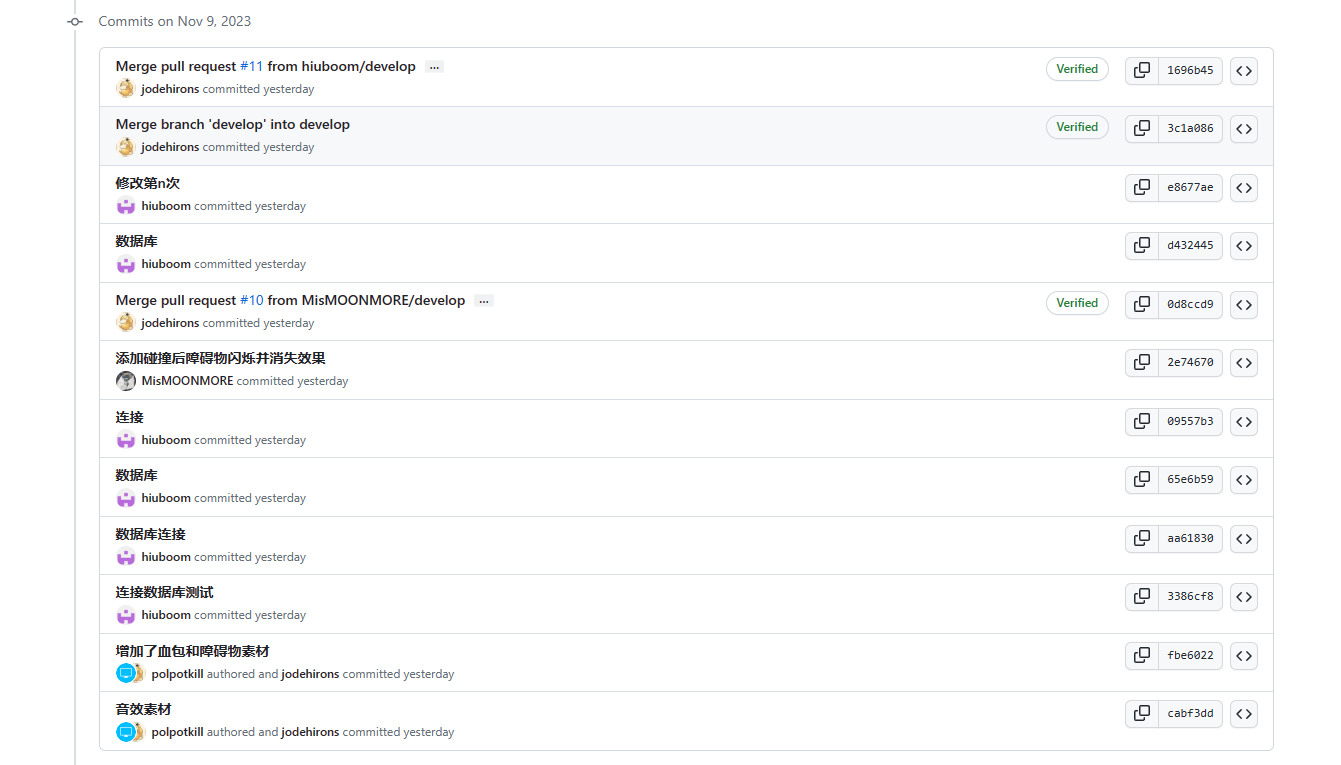 Commits on Nov 9, 2023
Merge pull request #11 from hiuboom/develop ...
Verified
1696b45
jodehirons committed yesterday
Merge branch 'develop' into develop
Verified
3c1a086
jodehirons committed yesterday
修改第n次
e8677ae
hiuboom committed yesterday
数据库
d432445
hiuboom committed yesterday
Merge pull request #10 from MisMOONMORE/develop ...
Verified
0d8ccd9
jodehirons committed yesterday
添加碰撞后障碍物闪烁并消失效果
2e74670
MisMOONMORE committed yesterday
连接
09557b3
hiuboom committed yesterday
数据库
65e6b59
hiuboom committed yesterday
数据库连接
aa61830
hiuboom committed yesterday
连接数据库测试
3386cf8
hiuboom committed yesterday
增加了血包和障碍物素材
fbe6022
polpotkill authored and jodehirons committed yesterday
音效素材
cabf3dd
polpotkill authored and jodehirons committed yesterday